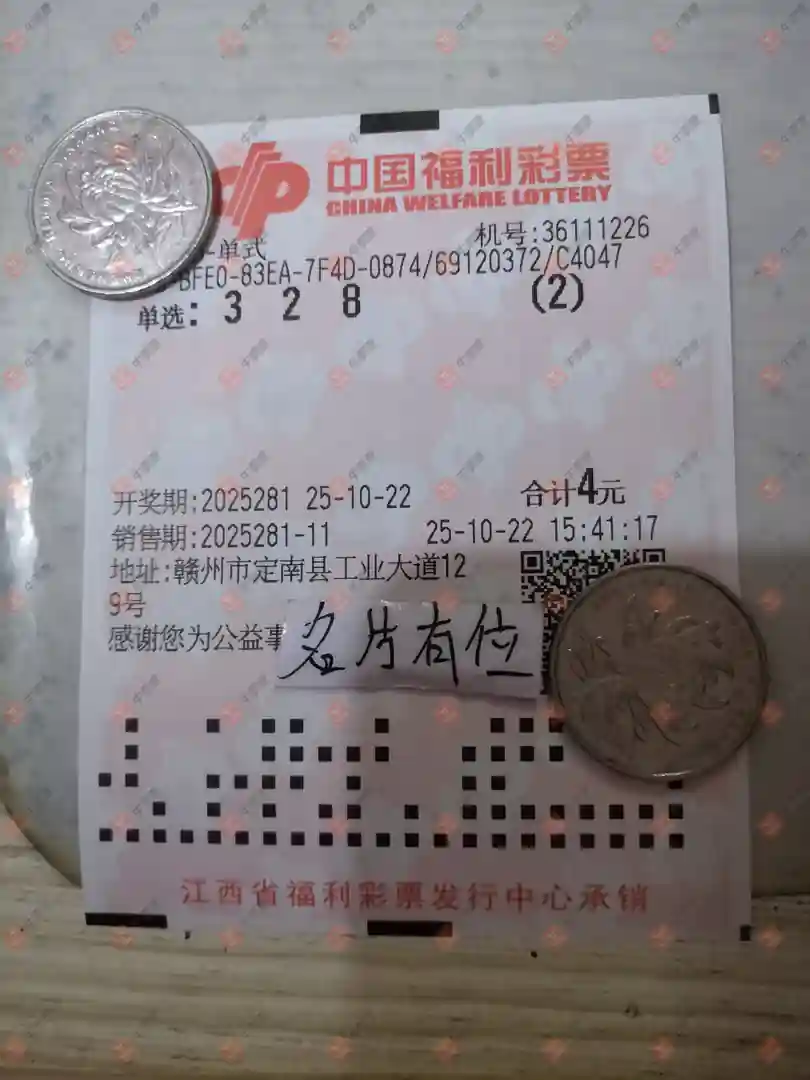 中国福利彩票
CHINA WELFARE LOTTERY
-单式 机号:36111226
BFE0-83EA-7F4D-0874/69120372/C4047
单选: 3 2 8 (2)
开奖期:2025281 25-10-22 合计4元
销售期:2025281-11 25-10-22 15:41:17
地址:赣州市定南县工业大道12
9号
感谢您为公益事
名片有位
江西省福利彩票发行中心承销